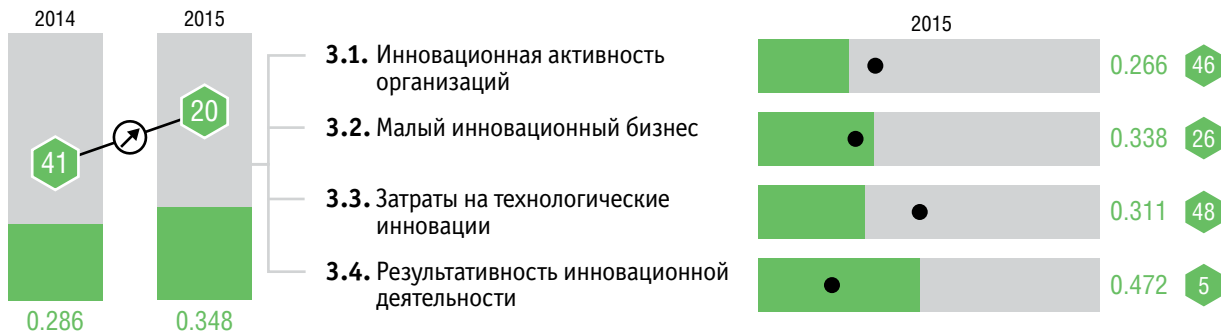 2014
2015
41
20
0.286
0.348
3.1. Инновационная активность
организаций
3.2. Малый инновационный бизнес
3.3. Затраты на технологические
инновации
3.4. Результативность инновационной
деятельности
2015
0.266 46
0.338 26
0.311 48
0.472 5